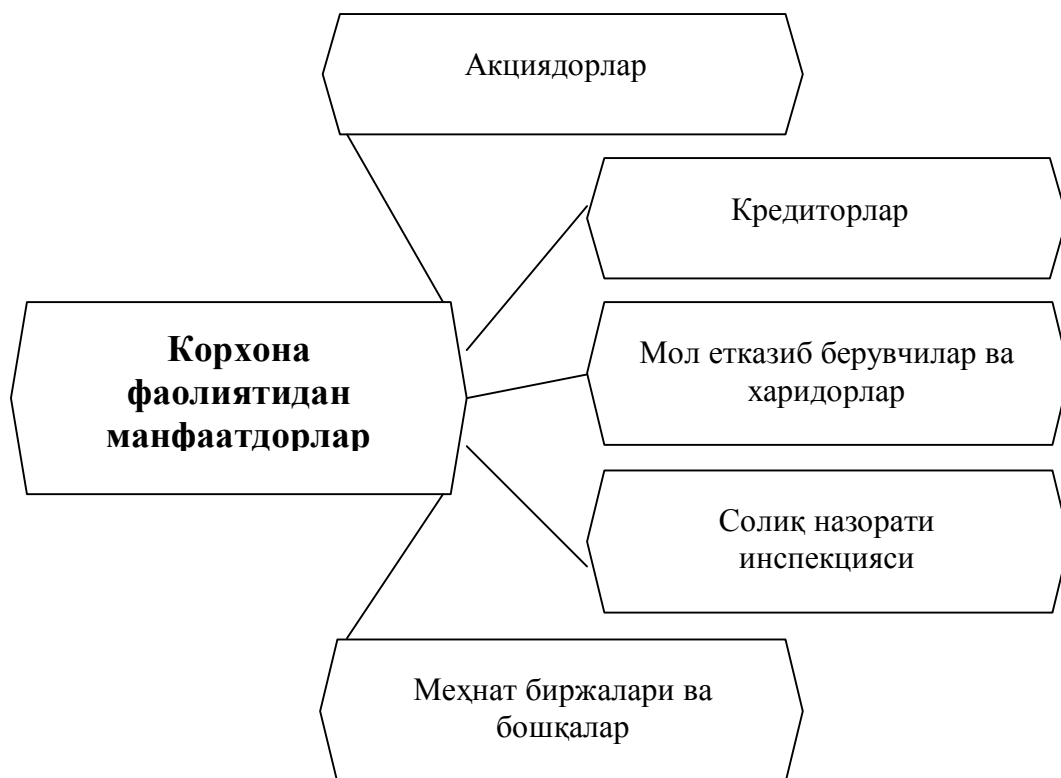 Акциядорлар
Кредиторлар
Корхона
фаолиятидан
манфаатдорлар
Мол етказиб берувчилар ва
харидорлар
Солиқ назорати
инспекцияси
Меҳнат биржалари ва
бошқалар